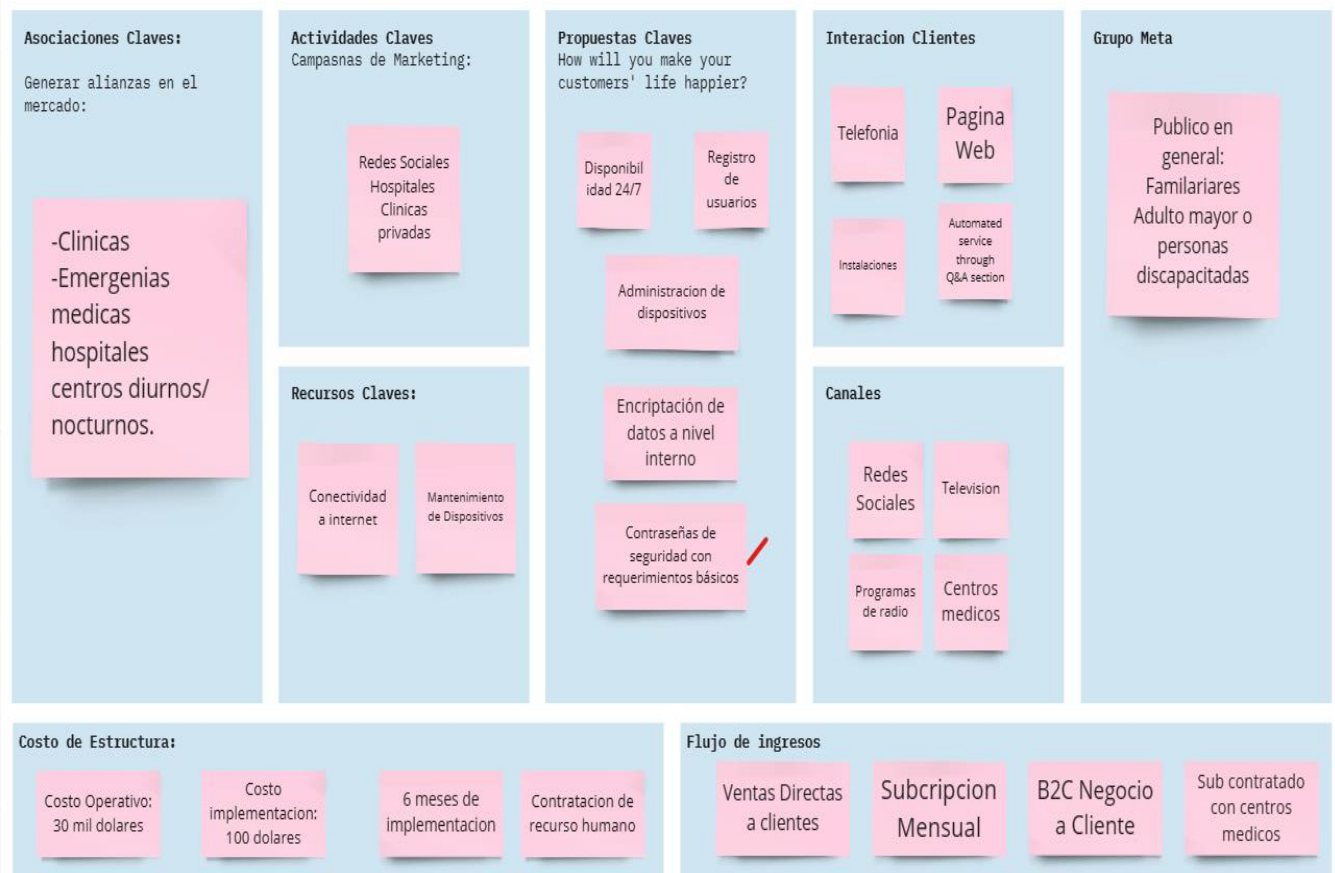 Asociaciones Claves:
Generar alianzas en el
mercado:
-Clinicas
-Emergenias
medicas
hospitales
centros diurnos/
nocturnos.
Actividades Claves
Campasnas de Marketing:
Redes Sociales
Hospitales
Clinicas
privadas
Recursos Claves:
Conectividad
a internet
Mantenimiento
de Dispositivos
Propuestas Claves
How will you make your
customers' life happier?
Disponibil
idad 24/7
Registro
de
usuarios
Administracion de
dispositivos
Encriptación de
datos a nivel
interno
Contraseñas de
seguridad con
requerimientos básicos
Interacion Clientes
Telefonia
Pagina
Web
Instalaciones
Automated
service
through
Q&A section
Canales
Redes
Sociales
Television
Programas
de radio
Centros
medicos
Grupo Meta
Publico en
general:
Familariares
Adulto mayor o
personas
discapacitadas
Costo de Estructura:
Costo Operativo:
30 mil dolares
Costo
implementacion:
100 dolares
6 meses de
implementacion
Contratacion de
recurso humano
Flujo de ingresos
Ventas Directas
a clientes
Subcripcion
Mensual
B2C Negocio
a Cliente
Sub contratado
con centros
medicos